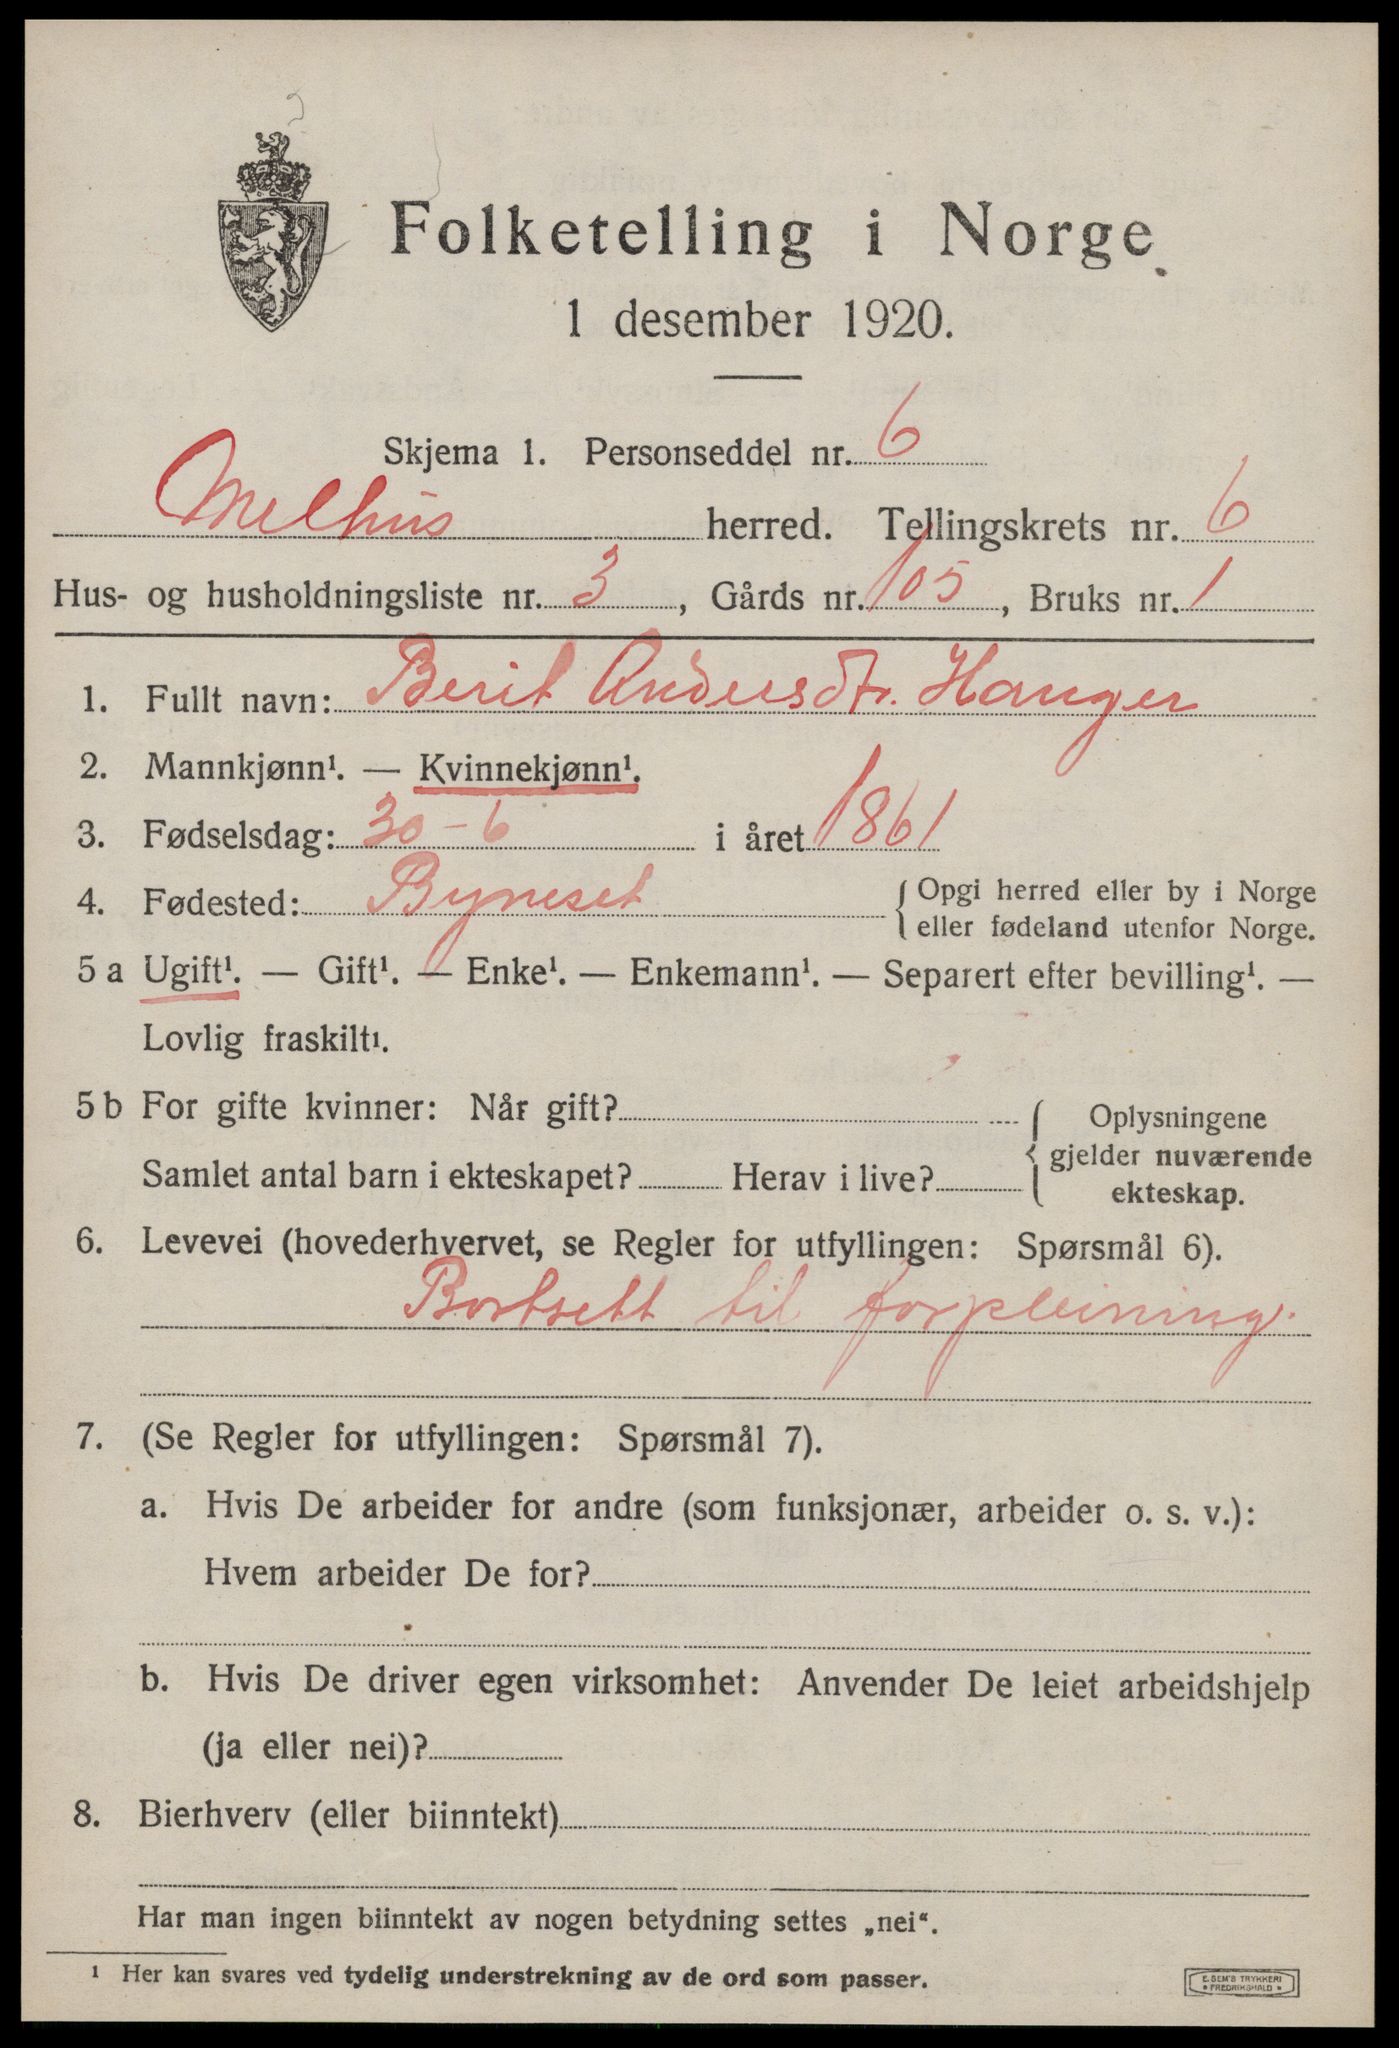 Folketelling i Norge
1 desember 1920.
Skjema 1. Personseddel nr. 6
Melhus herred. Tellingskrets nr. 6
Hus- og husholdningsliste nr. 3, Gårds nr. 105, Bruks nr. 1
1. Fullt navn: Berit Andersdtr. Hanger
2. Mannkjønn¹. — Kvinnekjønn¹.
3. Fødselsdag: 30-6 i året 1861
4. Fødested: Byneset { Opgi herred eller by i Norge
eller fødeland utenfor Norge.
5 a Ugift¹. — Gift¹. — Enke¹. — Enkemann¹. — Separert efter bevilling¹. —
Lovlig fraskilt¹.
5 b For gifte kvinner: Når gift? { Oplysningene
gjelder nuværende
Samlet antal barn i ekteskapet? Herav i live?
ekteskap.
6. Levevei (hovederhvervet, se Regler for utfyllingen: Spørsmål 6).
Bortsett til forpleining.
7. (Se Regler for utfyllingen: Spørsmål 7).
a. Hvis De arbeider for andre (som funksjonær, arbeider o. s. v.):
Hvem arbeider De for?
b. Hvis De driver egen virksomhet: Anvender De leiet arbeidshjelp
(ja eller nei)?
8. Bierhverv (eller biinntekt)
Har man ingen biinntekt av nogen betydning settes „nei“.
¹ Her kan svares ved tydelig understrekning av de ord som passer.
E. SEM'S TRYKKERI
• FREDRIKSHALD •